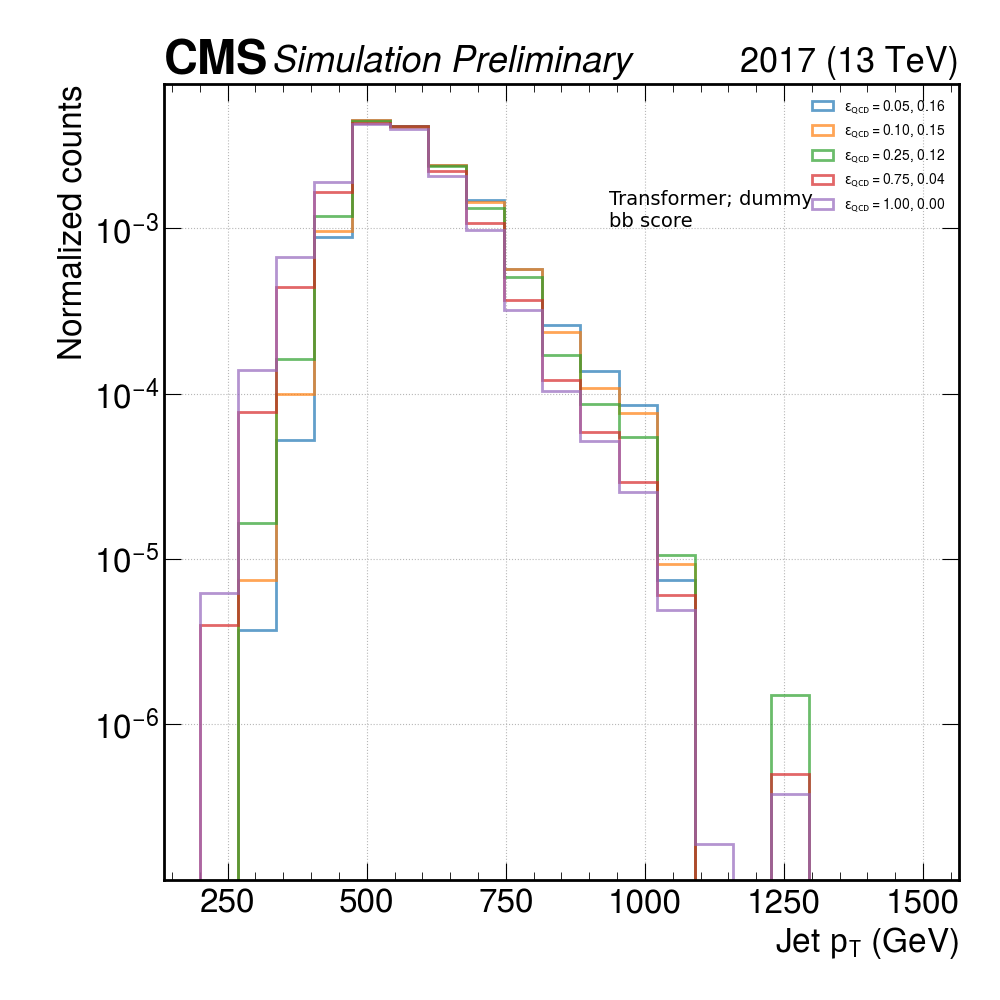 CMS Simulation Preliminary 2017 (13 TeV)
Normalized counts
ε_QCD = 0.05, 0.16
ε_QCD = 0.10, 0.15
ε_QCD = 0.25, 0.12
ε_QCD = 0.75, 0.04
ε_QCD = 1.00, 0.00
Transformer; dummy
bb score
10⁻³
10⁻⁴
10⁻⁵
10⁻⁶
250 500 750 1000 1250 1500
Jet p_T (GeV)